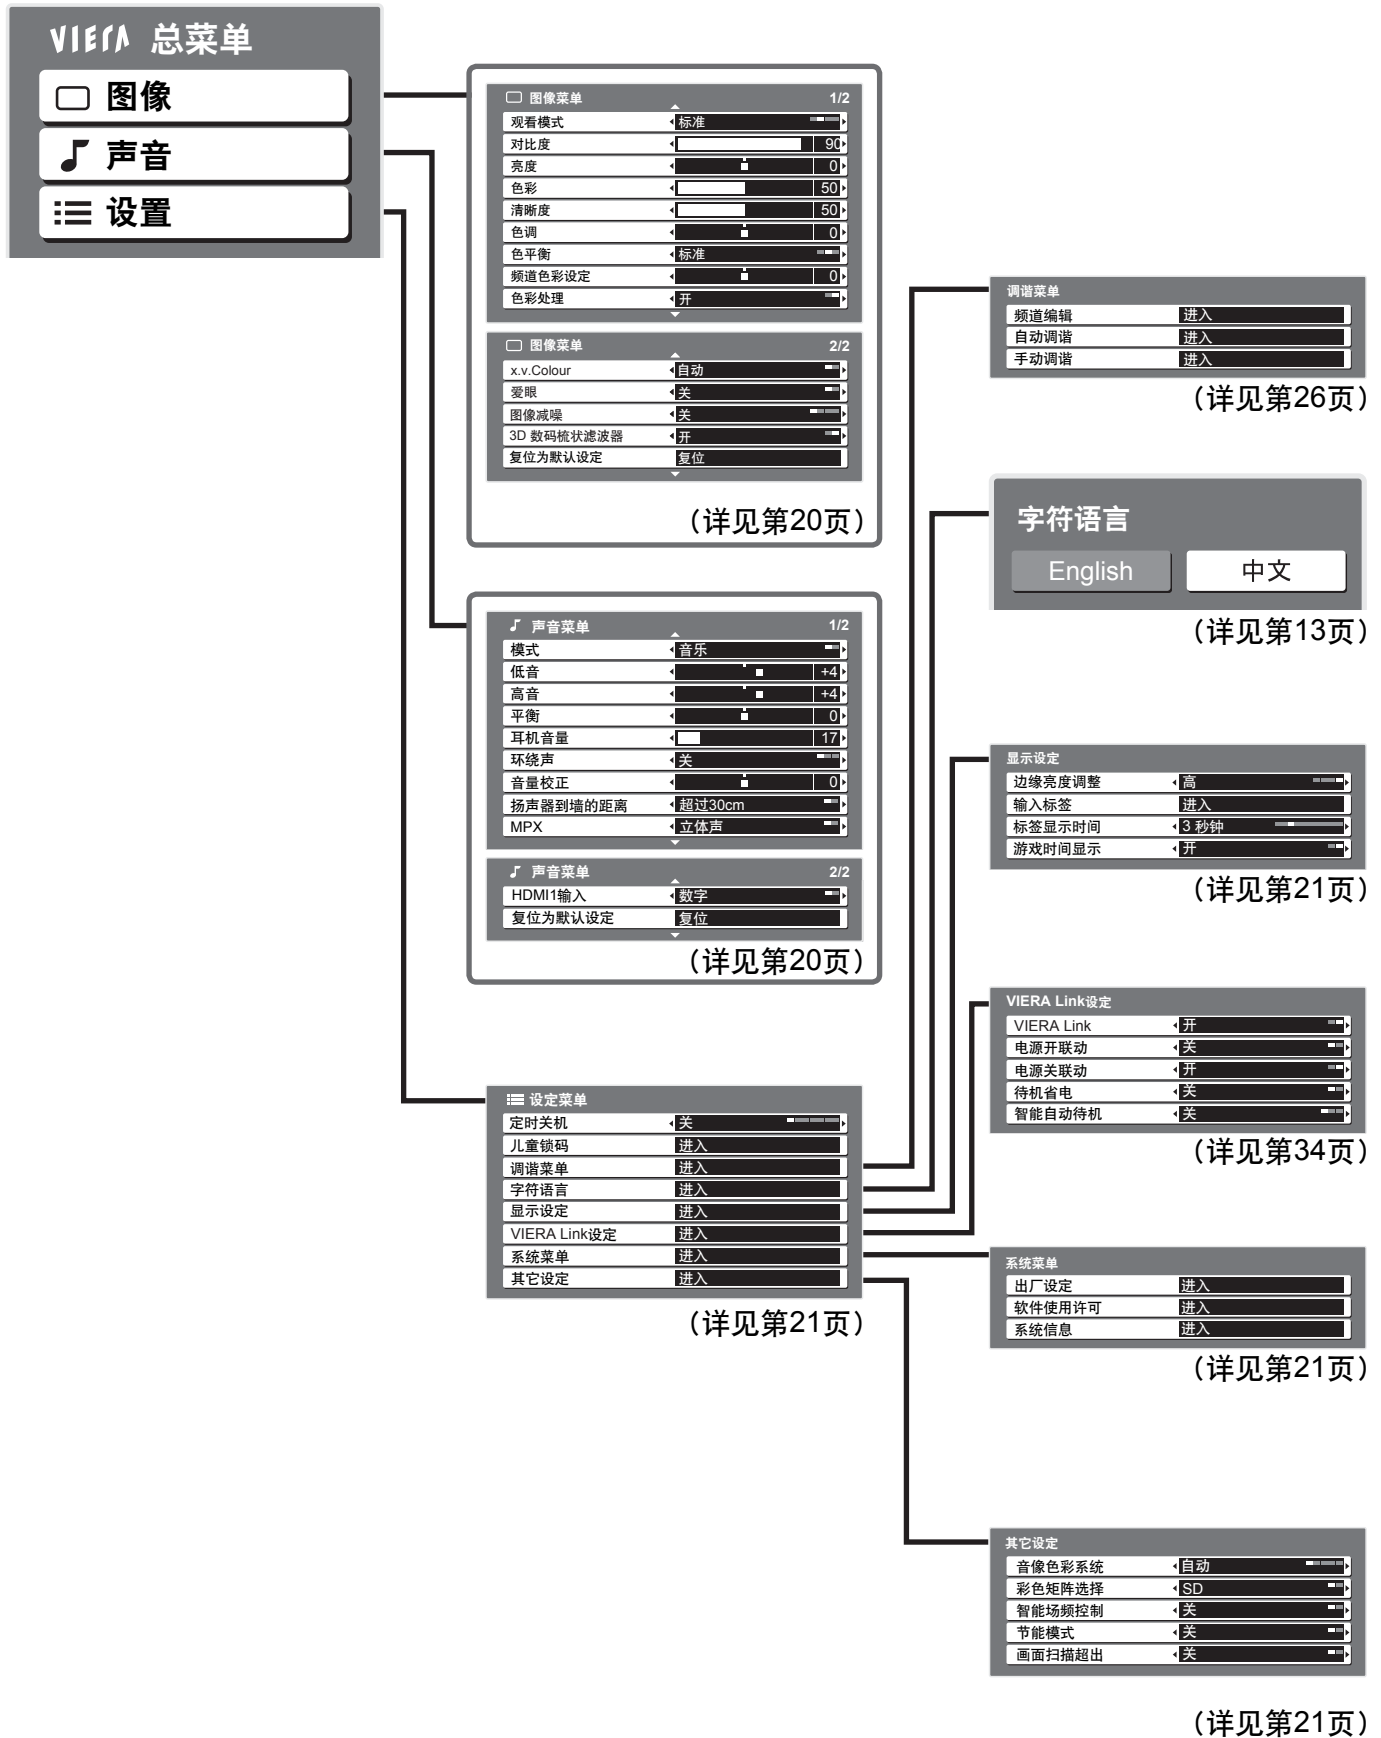 VIERA 总菜单
图像
声音
设置
图像菜单 1/2
观看模式 标准
对比度 90
亮度 0
色彩 50
清晰度 50
色调 0
色平衡 标准
频道色彩设定 0
色彩处理 开
图像菜单 2/2
x.v.Colour 自动
爱眼 关
图像减噪 关
3D 数码梳状滤波器 开
复位为默认设定 复位
（详见第20页）
声音菜单 1/2
模式 音乐
低音 +4
高音 +4
平衡 0
耳机音量 17
环绕声 关
音量校正 0
扬声器到墙的距离 超过30cm
MPX 立体声
声音菜单 2/2
HDMI1输入 数字
复位为默认设定 复位
（详见第20页）
设定菜单
定时关机 关
儿童锁码 进入
调谐菜单 进入
字符语言 进入
显示设定 进入
VIERA Link设定 进入
系统菜单 进入
其它设定 进入
（详见第21页）
调谐菜单
频道编辑 进入
自动调谐 进入
手动调谐 进入
（详见第26页）
字符语言
English 中文
（详见第13页）
显示设定
边缘亮度调整 高
输入标签 进入
标签显示时间 3 秒钟
游戏时间显示 开
（详见第21页）
VIERA Link设定
VIERA Link 开
电源开联动 关
电源关联动 开
待机省电 关
智能自动待机 关
（详见第34页）
系统菜单
出厂设定 进入
软件使用许可 进入
系统信息 进入
（详见第21页）
其它设定
音像色彩系统 自动
彩色矩阵选择 SD
智能场频控制 关
节能模式 关
画面扫描超出 关
（详见第21页）